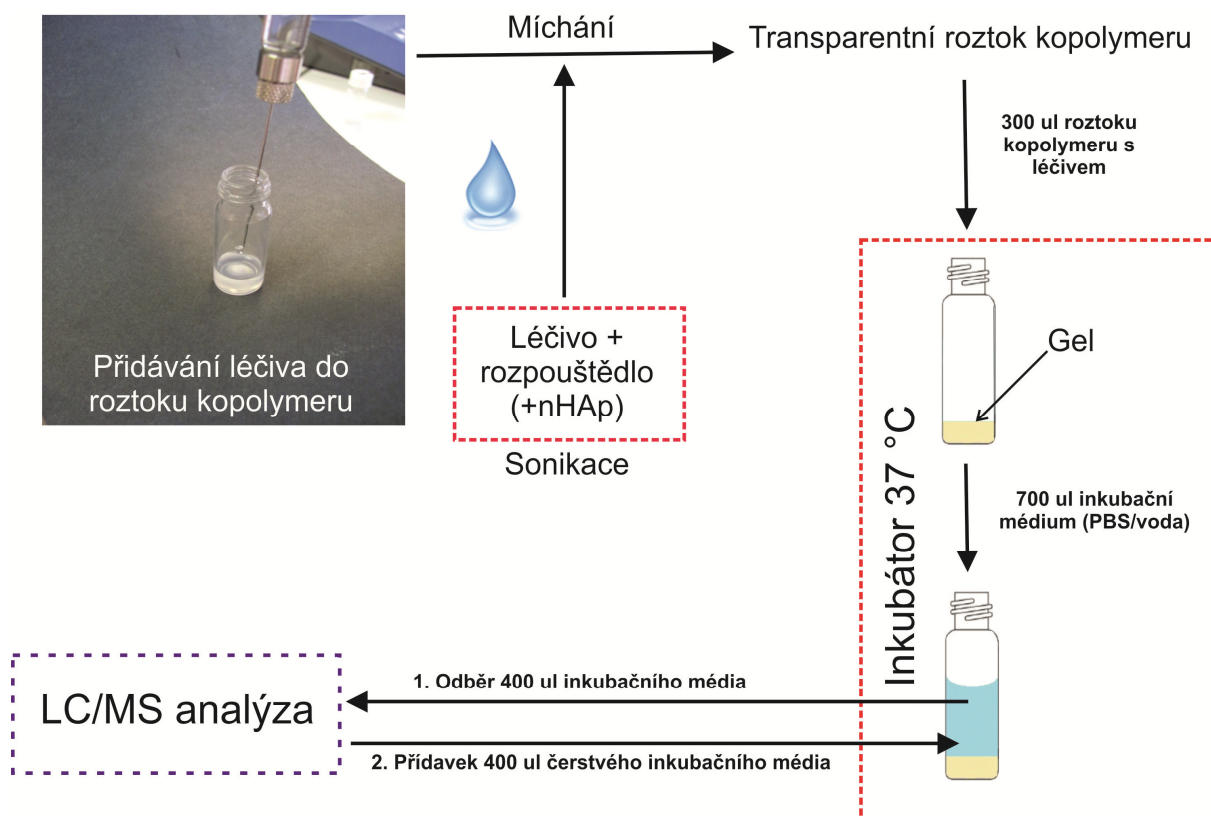 Míchání
Transparentní roztok kopolymeru
300 ul roztoku
kopolymeru s
léčivem
Přidávání léčiva do
roztoku kopolymeru
Léčivo +
rozpouštědlo
(+nHAp)
Sonikace
Gel
Inkubátor 37 °C
700 ul inkubační
médium (PBS/voda)
1. Odběr 400 ul inkubačního média
LC/MS analýza
2. Přídavek 400 ul čerstvého inkubačního média